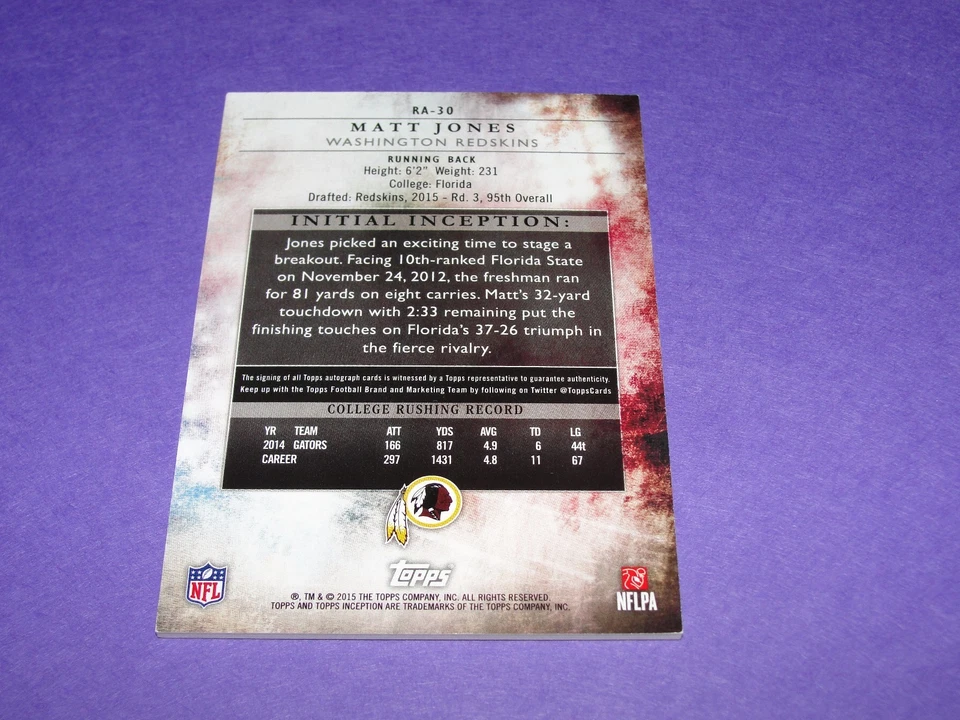 RA-30
MATT JONES
WASHINGTON REDSKINS
RUNNING BACK
Height: 6'2" Weight: 231
College: Florida
Drafted: Redskins, 2015 - Rd. 3, 95th Overall
INITIAL INCEPTION:
Jones picked an exciting time to stage a
breakout. Facing 10th-ranked Florida State
on November 24, 2012, the freshman ran
for 81 yards on eight carries. Matt's 32-yard
touchdown with 2:33 remaining put the
finishing touches on Florida's 37-26 triumph in
the fierce rivalry.
The signing of all Topps autograph cards is witnessed by a Topps representative to guarantee authenticity.
Keep up with the Topps Football Brand and Marketing Team by following on Twitter @ToppsCards
COLLEGE RUSHING RECORD
YR TEAM ATT YDS AVG TD LG
2014 GATORS 166 817 4.9 6 44t
CAREER 297 1431 4.8 11 67
NFL
Topps
NFLPA
®, TM & © 2015 THE TOPPS COMPANY, INC. ALL RIGHTS RESERVED.
TOPPS AND TOPPS INCEPTION ARE TRADEMARKS OF THE TOPPS COMPANY, INC.